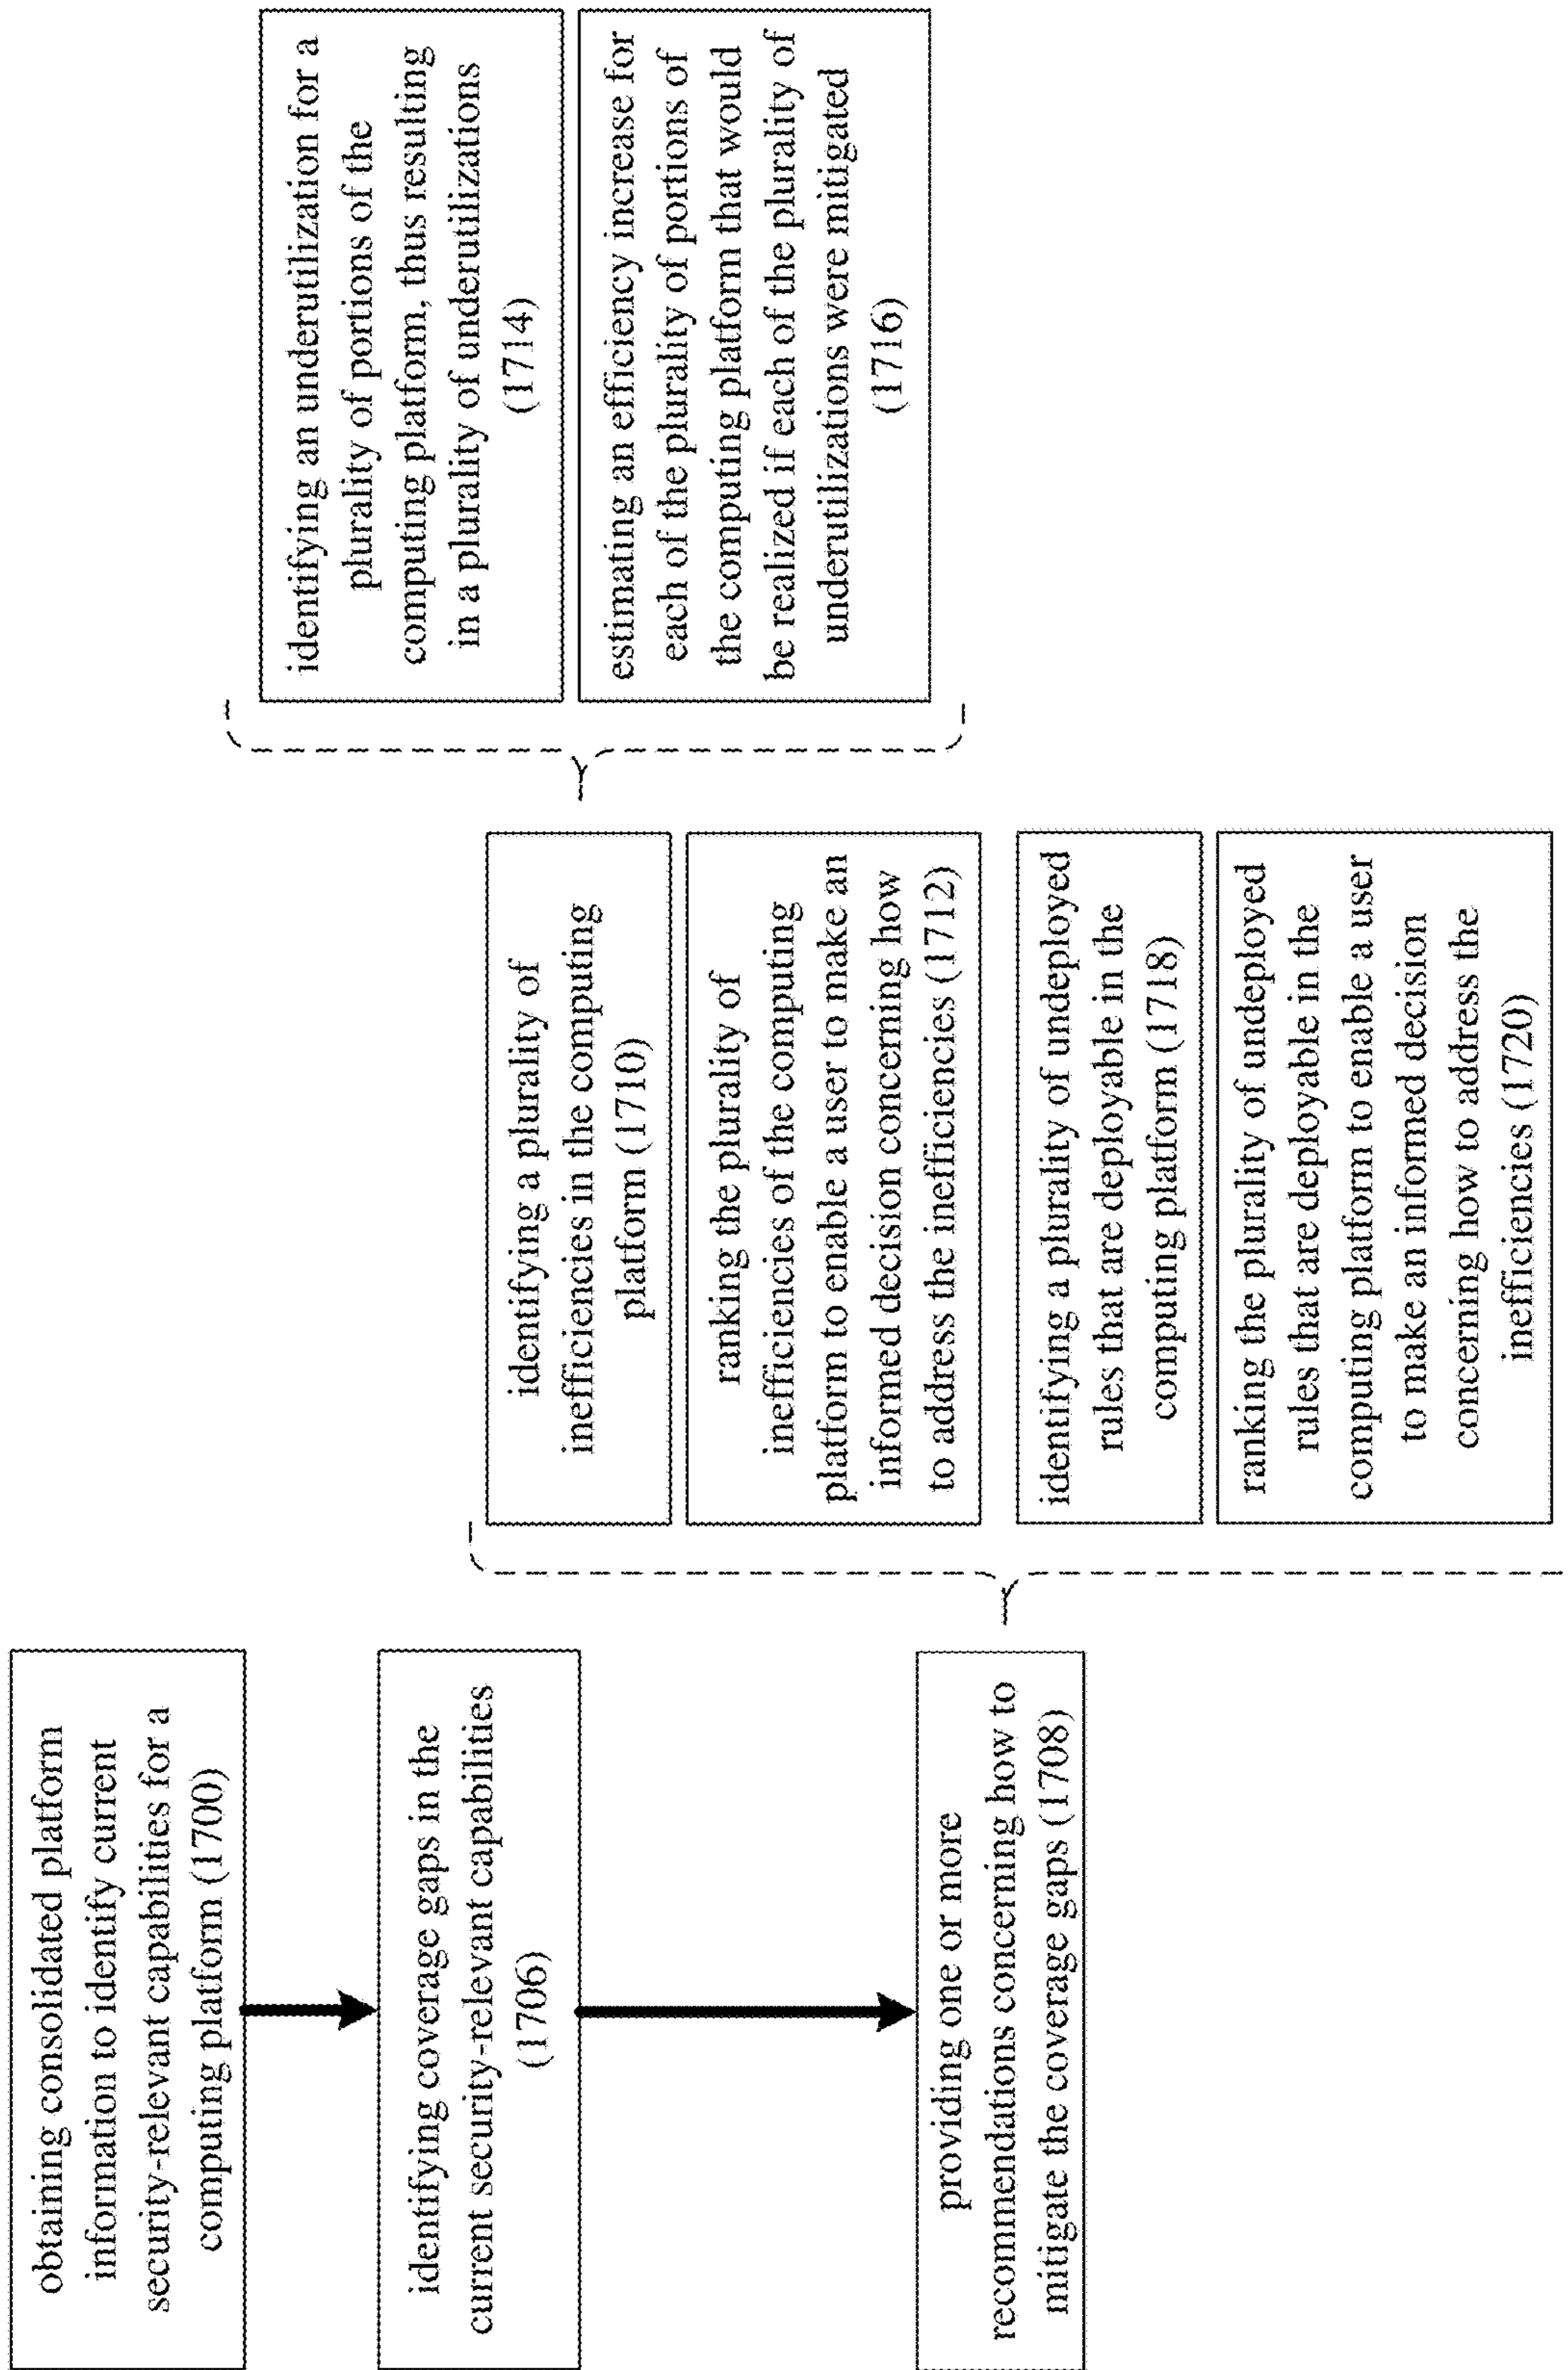 obtaining consolidated platform
information to identify current
security-relevant capabilities for a
computing platform (1700)
identifying coverage gaps in the
current security-relevant capabilities
(1706)
providing one or more
recommendations concerning how to
mitigate the coverage gaps (1708)
identifying a plurality of
inefficiencies in the computing
platform (1710)
ranking the plurality of
inefficiencies of the computing
platform to enable a user to make an
informed decision concerning how
to address the inefficiencies (1712)
identifying a plurality of undeployed
rules that are deployable in the
computing platform (1718)
ranking the plurality of undeployed
rules that are deployable in the
computing platform to enable a user
to make an informed decision
concerning how to address the
inefficiencies (1720)
identifying an underutilization for a
plurality of portions of the
computing platform, thus resulting
in a plurality of underutilizations
(1714)
estimating an efficiency increase for
each of the plurality of portions of
the computing platform that would
be realized if each of the plurality of
underutilizations were mitigated
(1716)